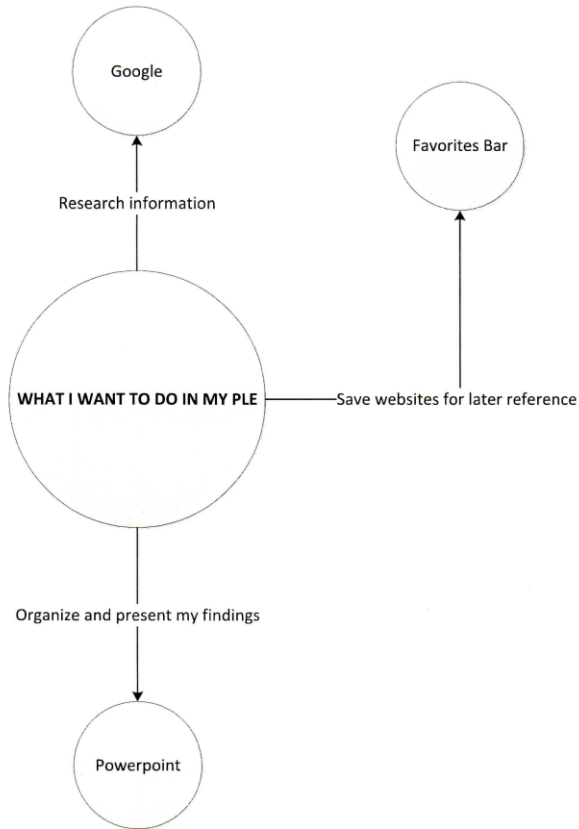 Google
Favorites Bar
Research information
WHAT I WANT TO DO IN MY PLE
Save websites for later reference
Organize and present my findings
Powerpoint